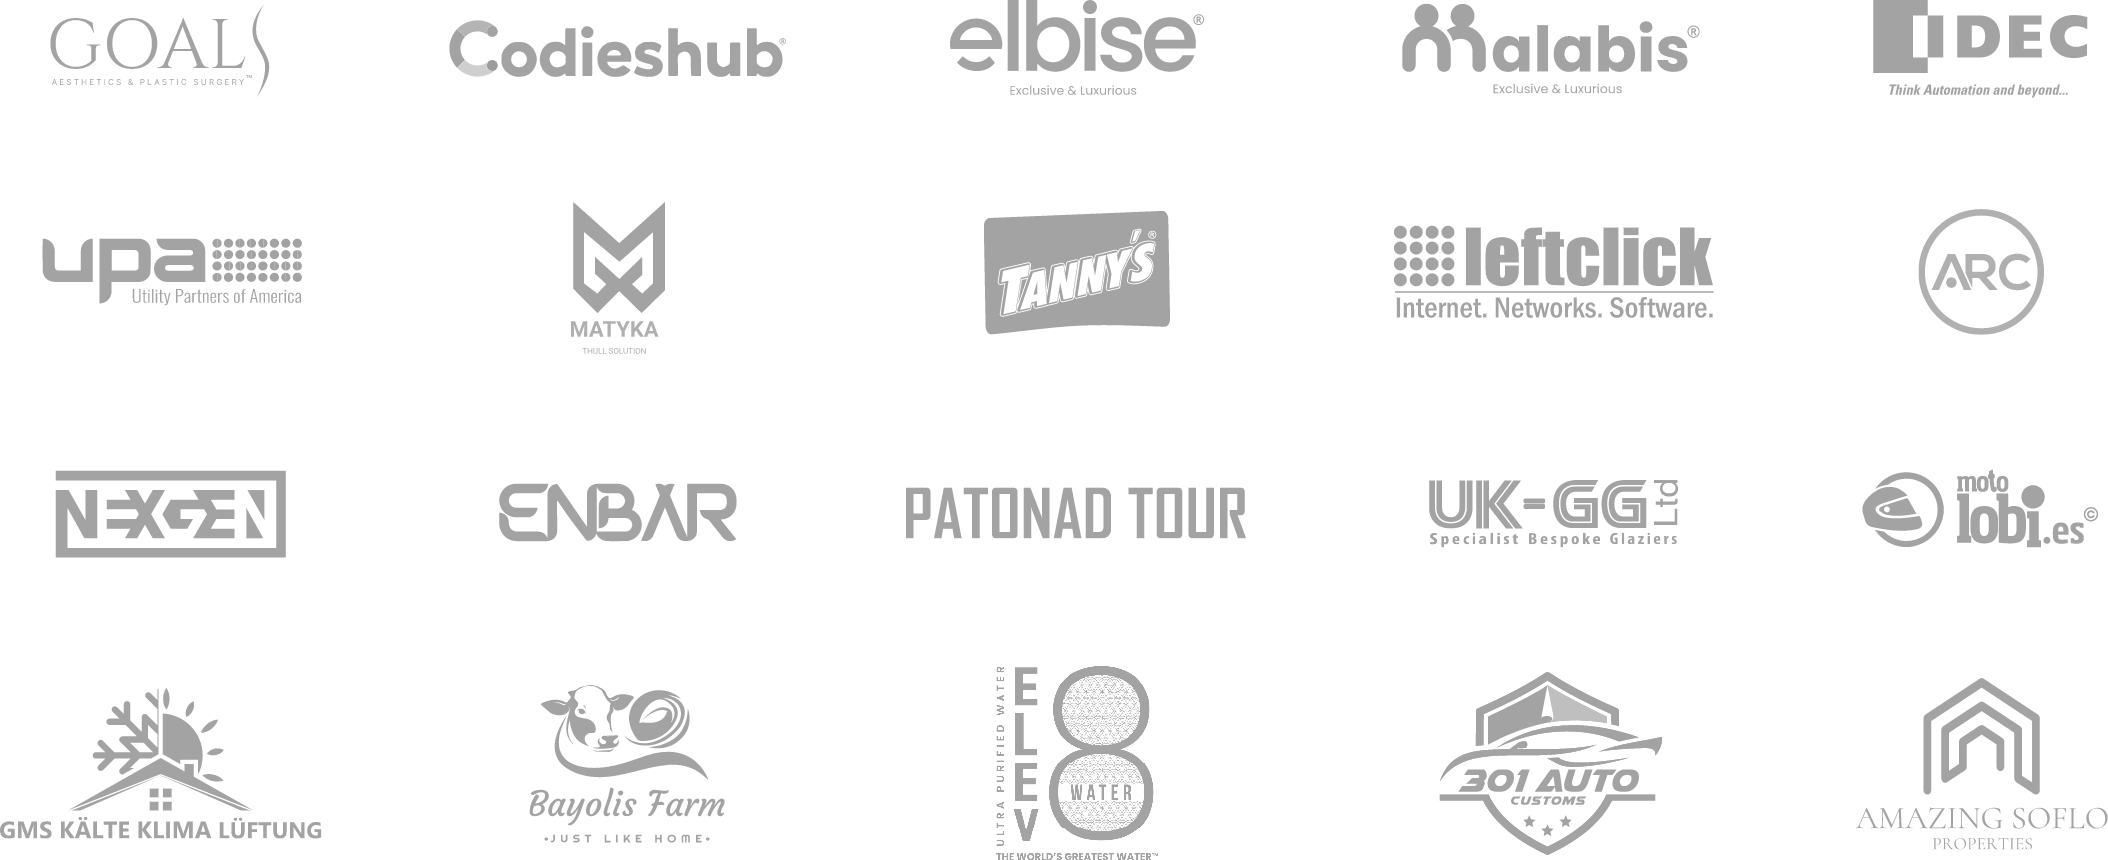 GOALS
AESTHETICS & PLASTIC SURGERY™
Codieshub®
elbise®
Exclusive & Luxurious
Malabis®
Exclusive & Luxurious
IDEC
Think Automation and beyond...
upa
Utility Partners of America
MATYKA
THULL SOLUTION
TANNY'S®
leftclick
Internet. Networks. Software.
ARC
NEXGEN
ENBAR
PATONAD TOUR
UK-GG Ltd
Specialist Bespoke Glaziers
moto
lobi.es©
GMS KÄLTE KLIMA LÜFTUNG
Bayolis Farm
•JUST LIKE HOME•
ULTRA PURIFIED WATER
ELEV8
WATER
THE WORLD'S GREATEST WATER™
301 AUTO
CUSTOMS
AMAZING SOFLO
PROPERTIES